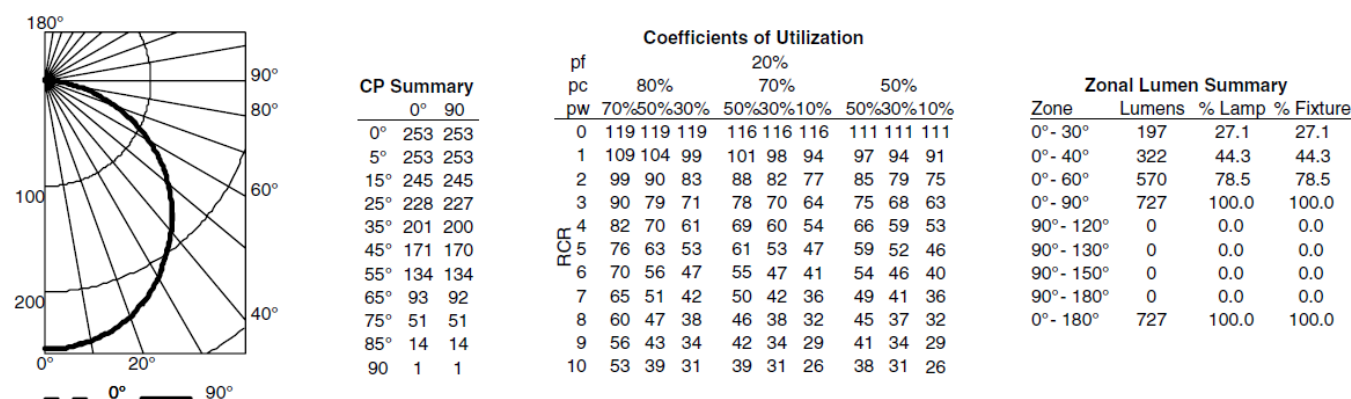 180°
90°
80°
60°
40°
100
200
0° 20°
0° 90°
CP Summary
0° 90
0° 253 253
5° 253 253
15° 245 245
25° 228 227
35° 201 200
45° 171 170
55° 134 134
65° 93 92
75° 51 51
85° 14 14
90 1 1
Coefficients of Utilization
pf 20%
pc 80% 70% 50%
pw 70%50%30% 50%30%10% 50%30%10%
RCR
0 119 119 119 116 116 116 111 111 111
1 109 104 99 101 98 94 97 94 91
2 99 90 83 88 82 77 85 79 75
3 90 79 71 78 70 64 75 68 63
4 82 70 61 69 60 54 66 59 53
5 76 63 53 61 53 47 59 52 46
6 70 56 47 55 47 41 54 46 40
7 65 51 42 50 42 36 49 41 36
8 60 47 38 46 38 32 45 37 32
9 56 43 34 42 34 29 41 34 29
10 53 39 31 39 31 26 38 31 26
Zonal Lumen Summary
Zone Lumens % Lamp % Fixture
0°- 30° 197 27.1 27.1
0°- 40° 322 44.3 44.3
0°- 60° 570 78.5 78.5
0°- 90° 727 100.0 100.0
90°- 120° 0 0.0 0.0
90°- 130° 0 0.0 0.0
90°- 150° 0 0.0 0.0
90°- 180° 0 0.0 0.0
0°- 180° 727 100.0 100.0